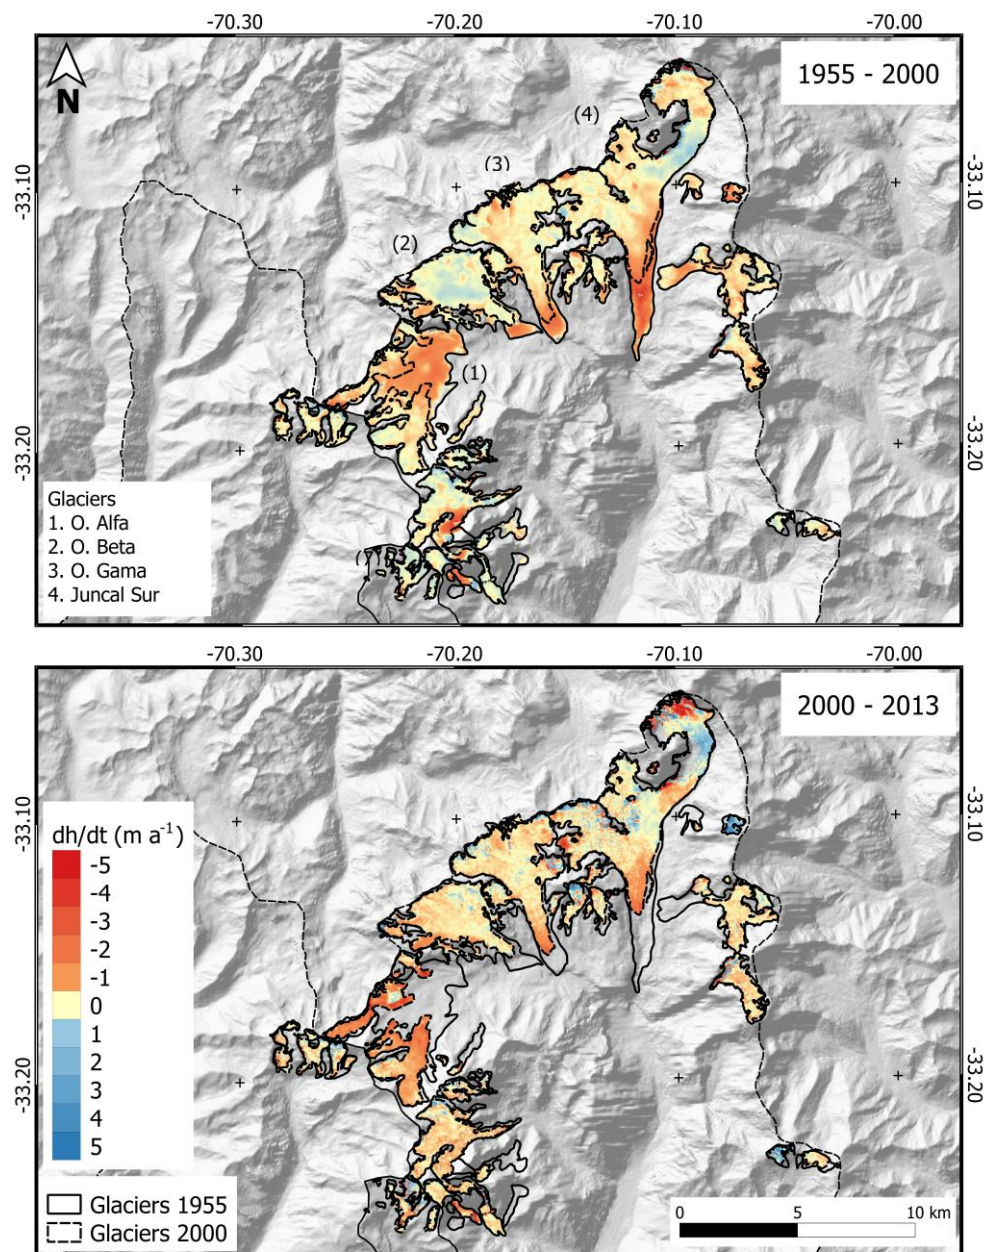 -70.30 -70.20 -70.10 -70.00
1955 - 2000
N
(4)
(3)
-33.10 -33.10
(2)
(1)
-33.20 -33.20
Glaciers
1. O. Alfa
2. O. Beta
3. O. Gama
4. Juncal Sur
-70.30 -70.20 -70.10 -70.00
2000 - 2013
-33.10 -33.10
dh/dt (m a⁻¹)
-5
-4
-3
-2
-1
0
1
2
3
4
5
-33.20 -33.20
Glaciers 1955
Glaciers 2000
0 5 10 km